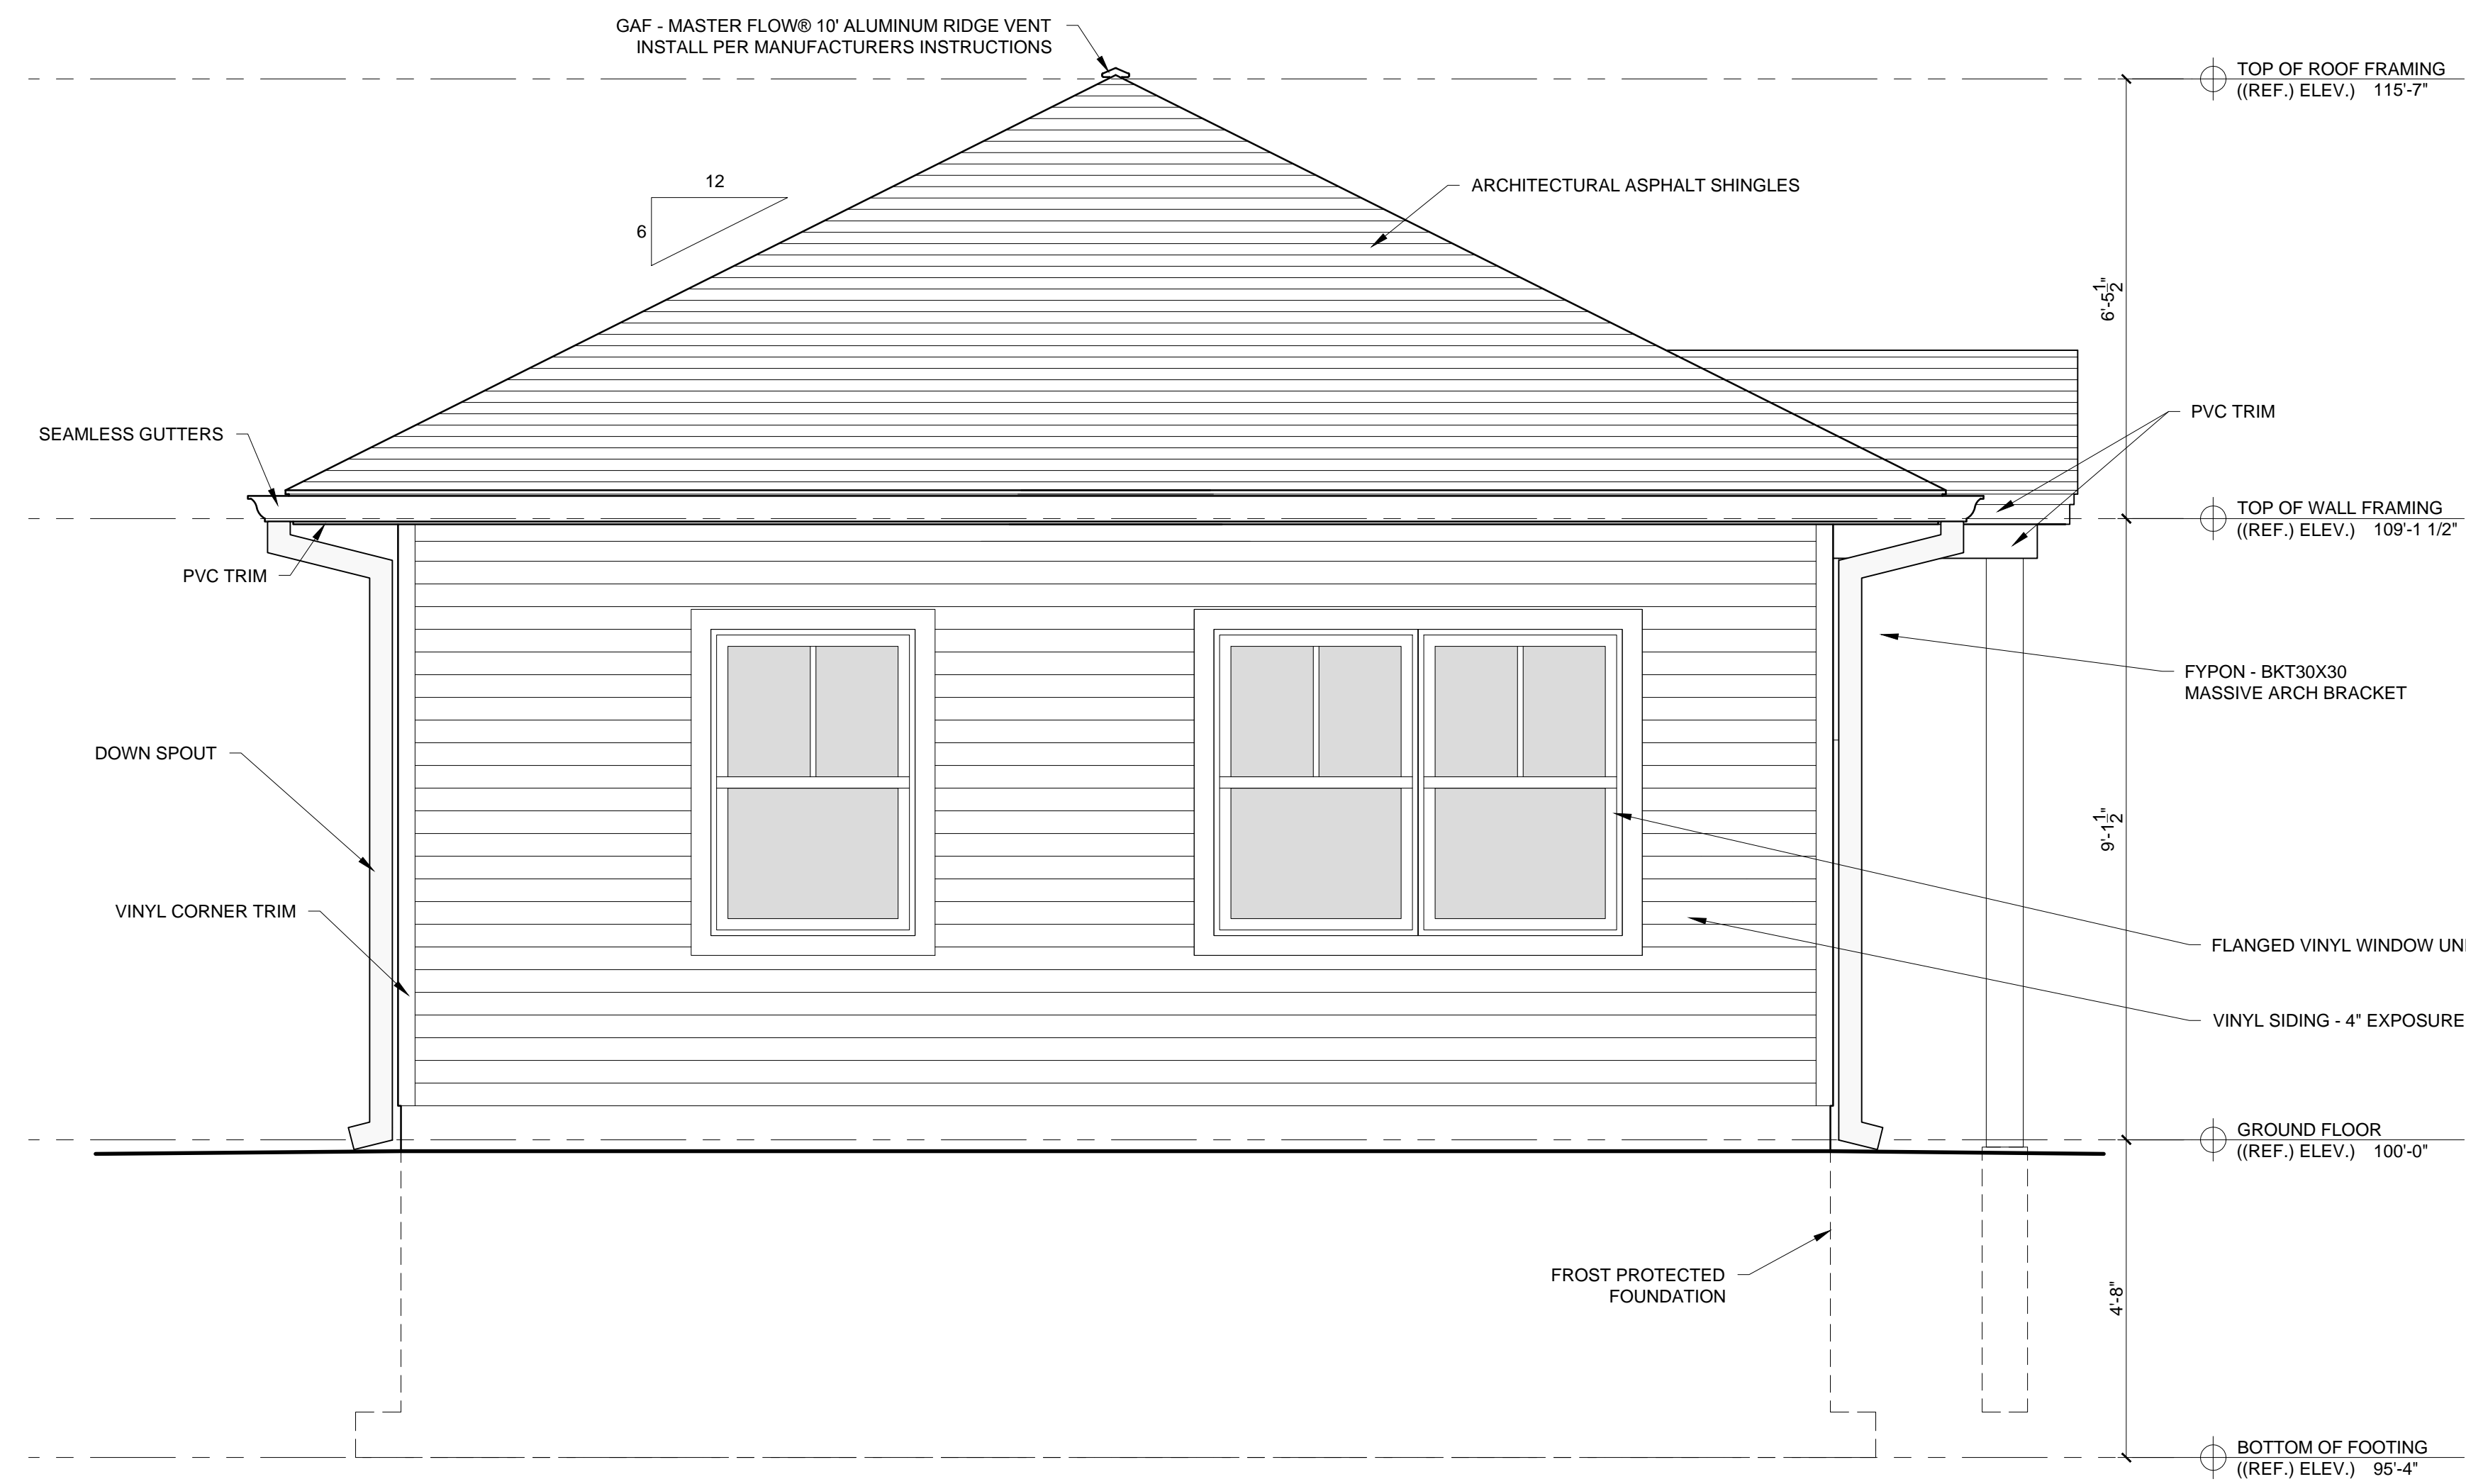 GAF - MASTER FLOW® 10' ALUMINUM RIDGE VENT
INSTALL PER MANUFACTURERS INSTRUCTIONS
TOP OF ROOF FRAMING
((REF.) ELEV.) 115'-7"
12
6
ARCHITECTURAL ASPHALT SHINGLES
6'-5 1/2"
SEAMLESS GUTTERS
PVC TRIM
TOP OF WALL FRAMING
((REF.) ELEV.) 109'-1 1/2"
PVC TRIM
FYPON - BKT30X30
MASSIVE ARCH BRACKET
DOWN SPOUT
9'-1 1/2"
VINYL CORNER TRIM
FLANGED VINYL WINDOW UNI
VINYL SIDING - 4" EXPOSURE
GROUND FLOOR
((REF.) ELEV.) 100'-0"
FROST PROTECTED
FOUNDATION
4'-8"
BOTTOM OF FOOTING
((REF.) ELEV.) 95'-4"